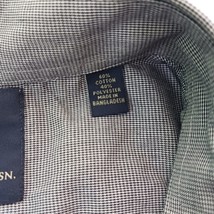 60%
COTTON
40%
POLYESTER
MADE IN
BANGLADESH
SN.